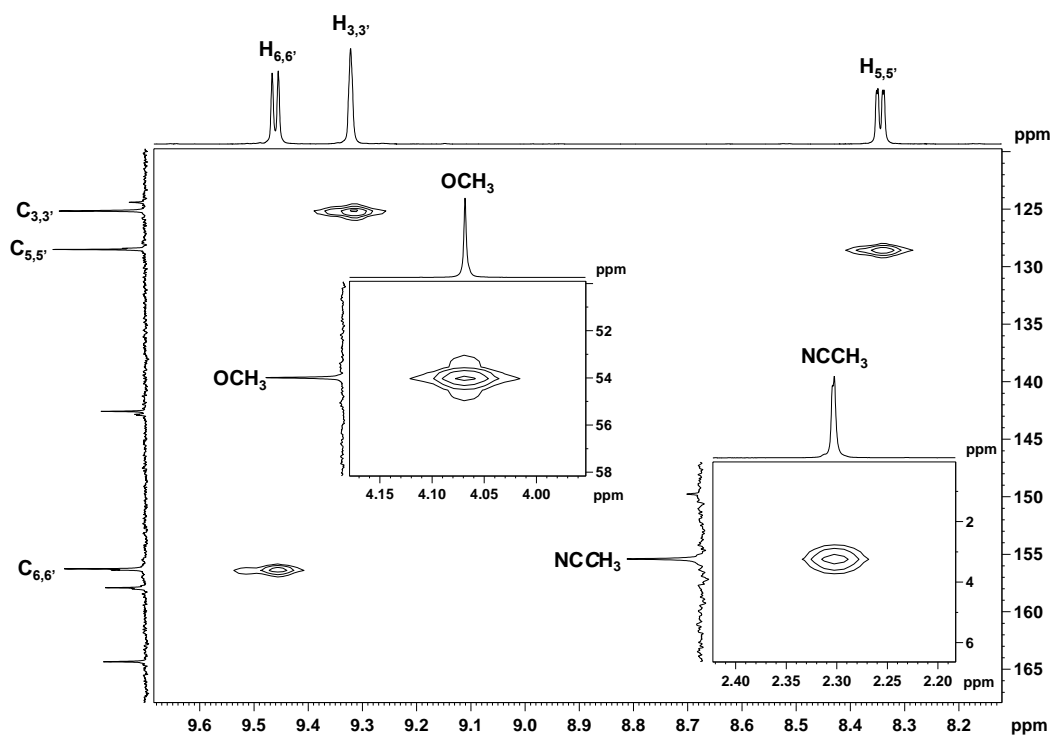 H6,6' H3,3' H5,5'
ppm
C3,3' 125
C5,5'
130
135
140
145
150
155
C6,6'
160
165
OCH3
ppm
52
OCH3 54
56
58
4.15 4.10 4.05 4.00 ppm
NCCH3
ppm
2
NCCH3
4
6
2.40 2.35 2.30 2.25 2.20 ppm
9.6 9.5 9.4 9.3 9.2 9.1 9.0 8.9 8.8 8.7 8.6 8.5 8.4 8.3 8.2 ppm